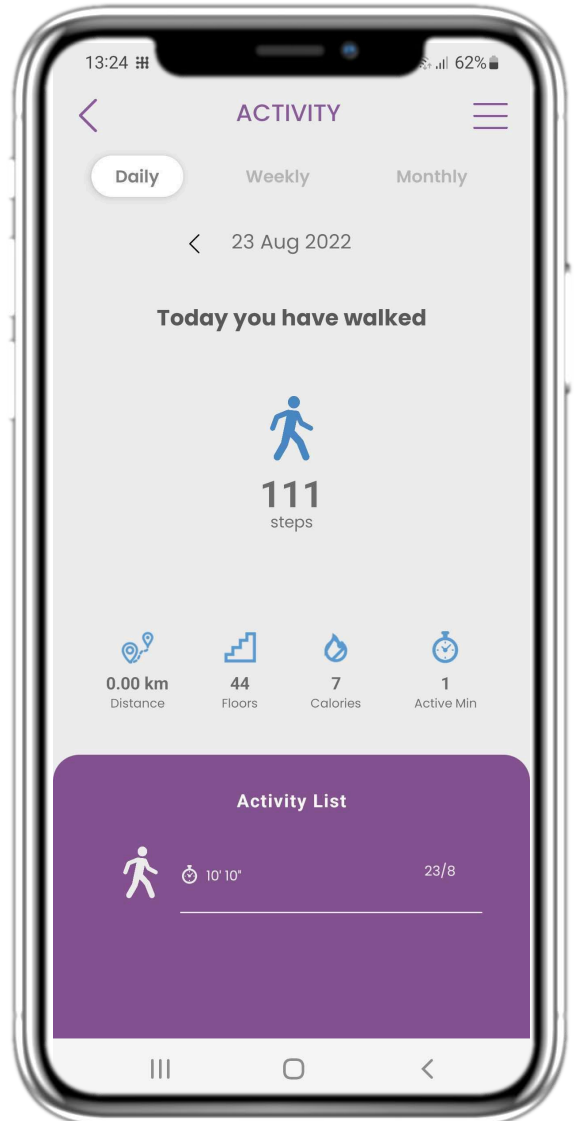 13:24 62%
ACTIVITY
Daily Weekly Monthly
23 Aug 2022
Today you have walked
111
steps
0.00 km 44 7 1
Distance Floors Calories Active Min
Activity List
10' 10" 23/8